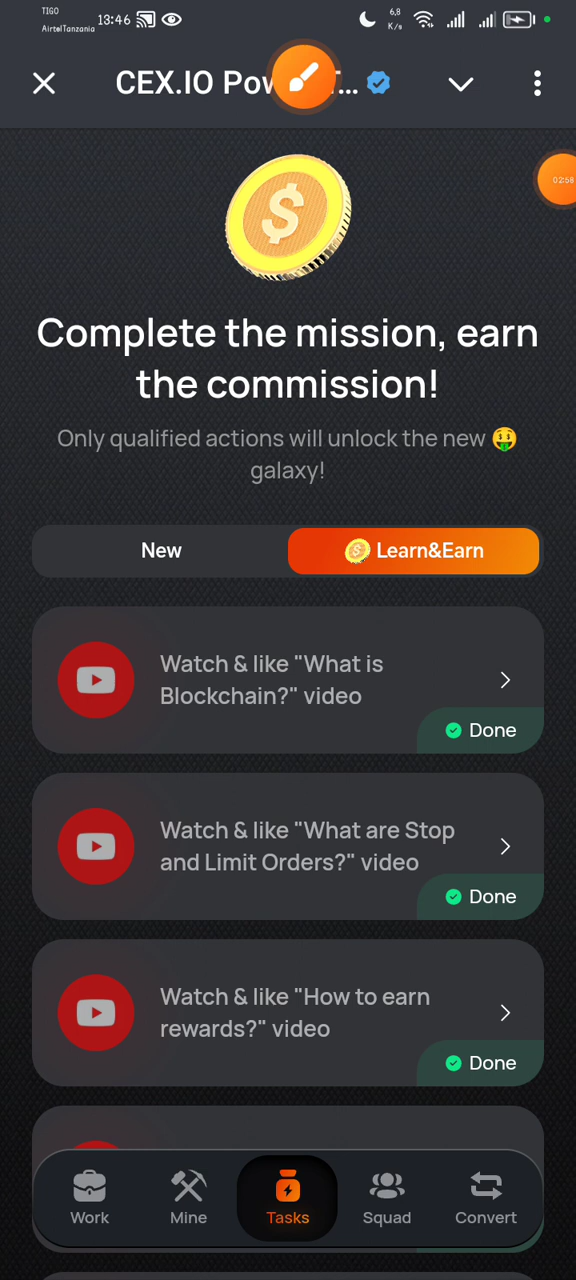 TIGO
AirtelTanzania
13:46
6,8
K/s
CEX.IO Pow T...
02:58
Complete the mission, earn
the commission!
Only qualified actions will unlock the new 🤑
galaxy!
New
Learn&Earn
Watch & like "What is
Blockchain?" video
Done
Watch & like "What are Stop
and Limit Orders?" video
Done
Watch & like "How to earn
rewards?" video
Done
Work
Mine
Tasks
Squad
Convert